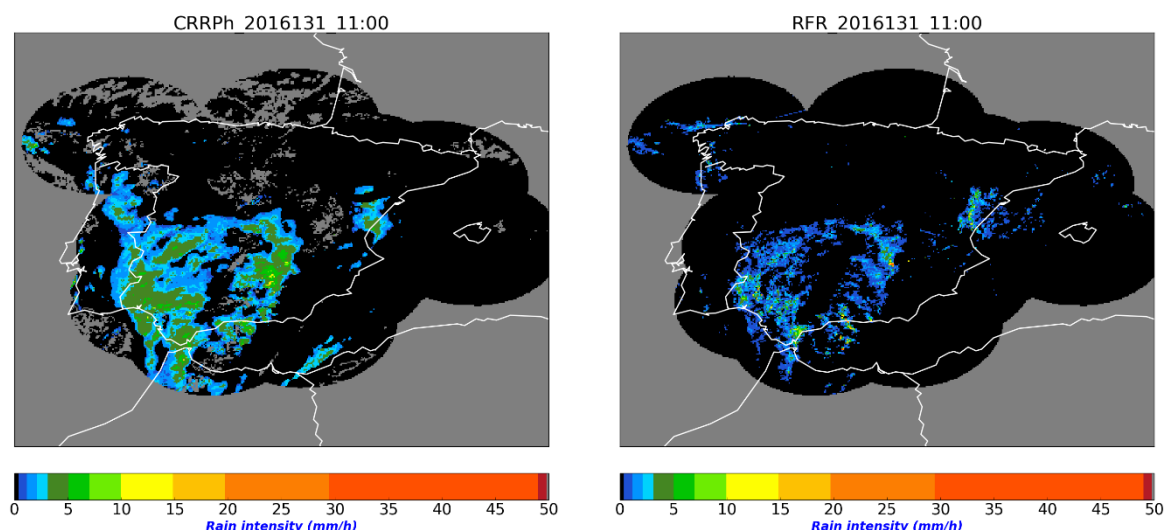 CRRPh_2016131_11:00
RFR_2016131_11:00
0 5 10 15 20 25 30 35 40 45 50
Rain intensity (mm/h)
0 5 10 15 20 25 30 35 40 45 50
Rain intensity (mm/h)